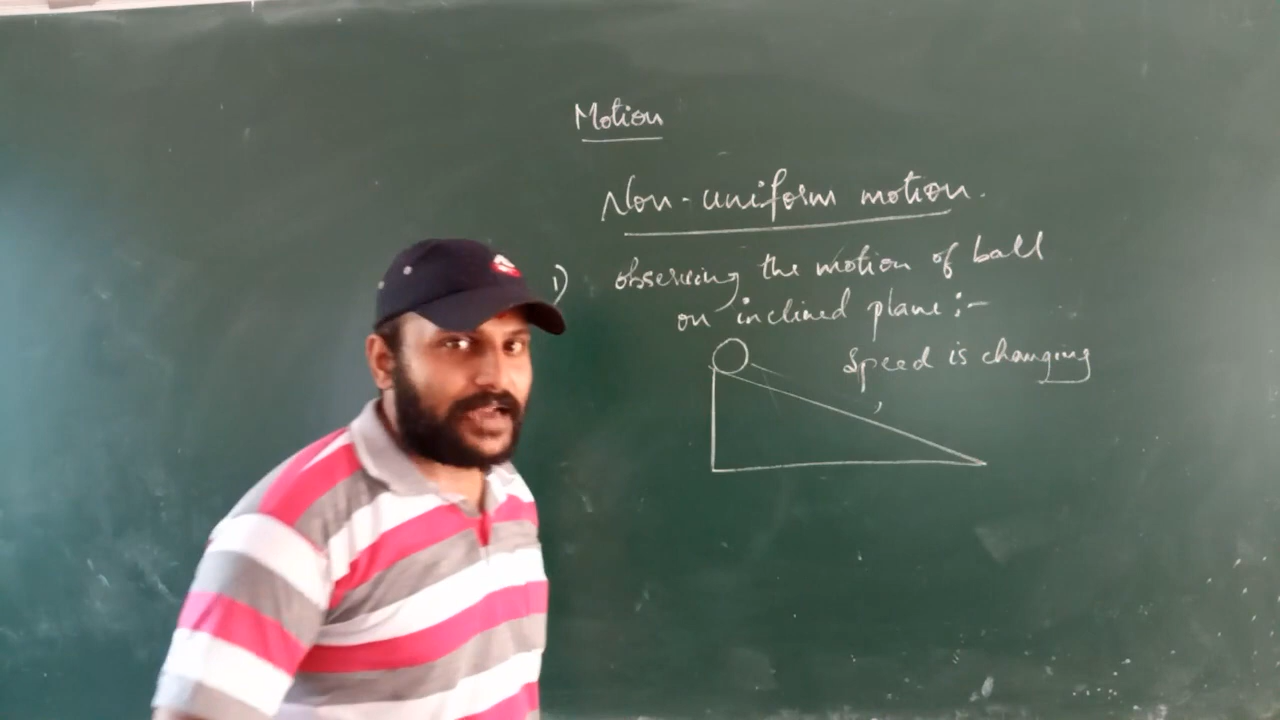 Motion
Non-uniform motion.
1) observing the motion of ball
on inclined plane :-
Speed is changing